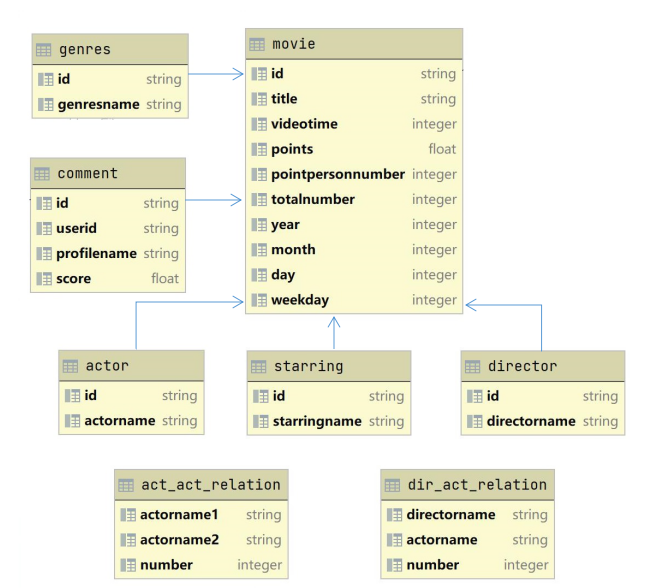 genres
id string
genresname string
movie
id string
title string
videotime integer
points float
pointpersonnumber integer
totalnumber integer
year integer
month integer
day integer
weekday integer
comment
id string
userid string
profilename string
score float
actor
id string
actorname string
starring
id string
starringname string
director
id string
directorname string
act_act_relation
actorname1 string
actorname2 string
number integer
dir_act_relation
directorname string
actorname string
number integer